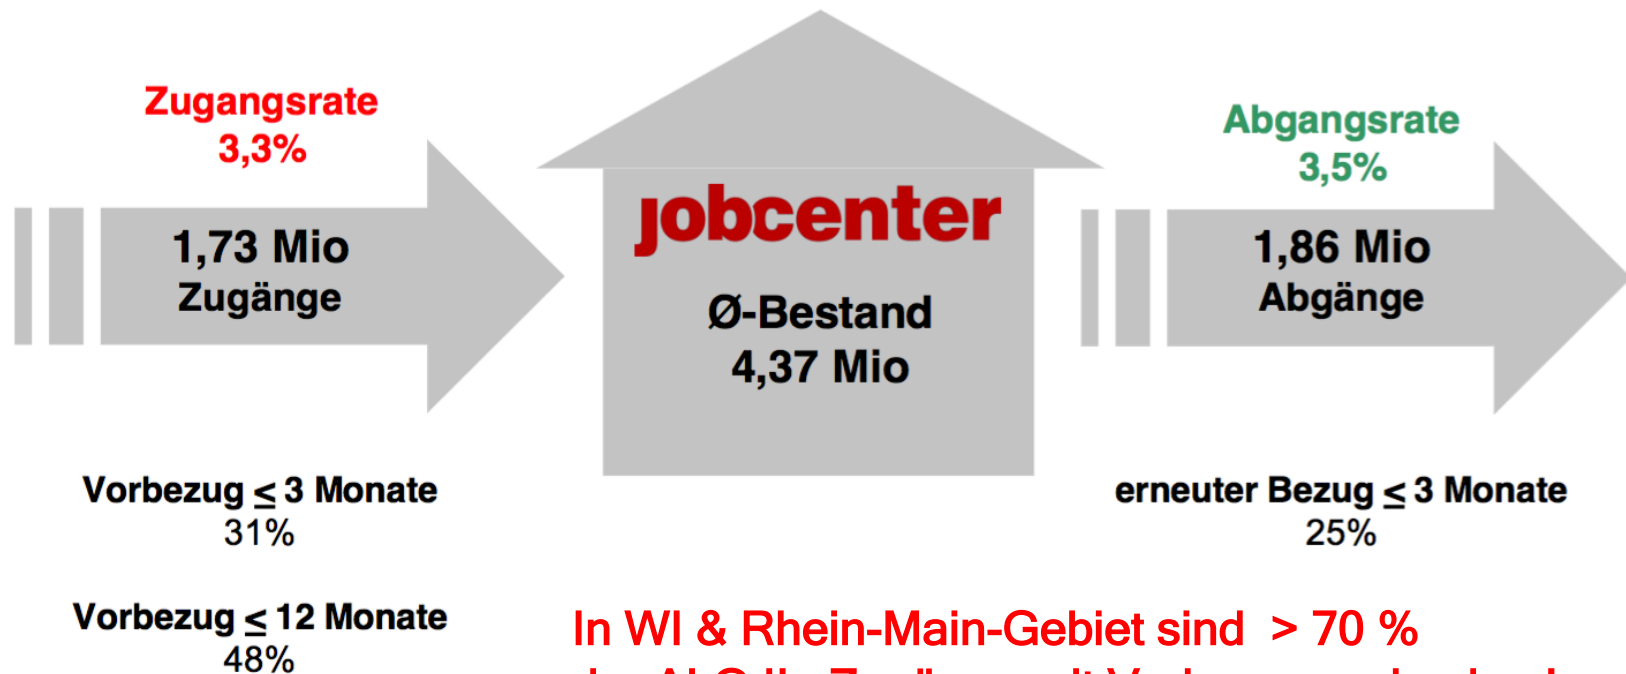 Zugangsrate
3,3%
1,73 Mio
Zugänge
Vorbezug ≤ 3 Monate
31%
Vorbezug ≤ 12 Monate
48%
jobcenter
Ø-Bestand
4,37 Mio
Abgangsrate
3,5%
1,86 Mio
Abgänge
erneuter Bezug ≤ 3 Monate
25%
In WI & Rhein-Main-Gebiet sind > 70 %